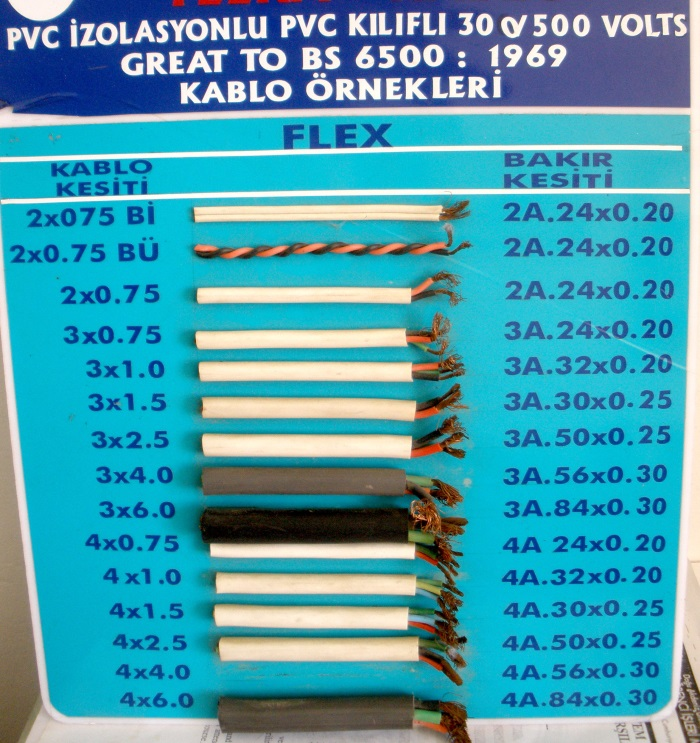 PVC İZOLASYONLU PVC KILIFLI 300/500 VOLTS
GREAT TO BS 6500 : 1969
KABLO ÖRNEKLERİ
FLEX
KABLO KESİTİ
BAKIR KESİTİ
2x075 Bİ 2A.24x0.20
2x0.75 BÜ 2A.24x0.20
2x0.75 2A.24x0.20
3x0.75 3A.24x0.20
3x1.0 3A.32x0.20
3x1.5 3A.30x0.25
3x2.5 3A.50x0.25
3x4.0 3A.56x0.30
3x6.0 3A.84x0.30
4x0.75 4A 24x0.20
4x1.0 4A.32x0.20
4x1.5 4A.30x0.25
4x2.5 4A.50x0.25
4x4.0 4A.56x0.30
4x6.0 4A.84x0.30